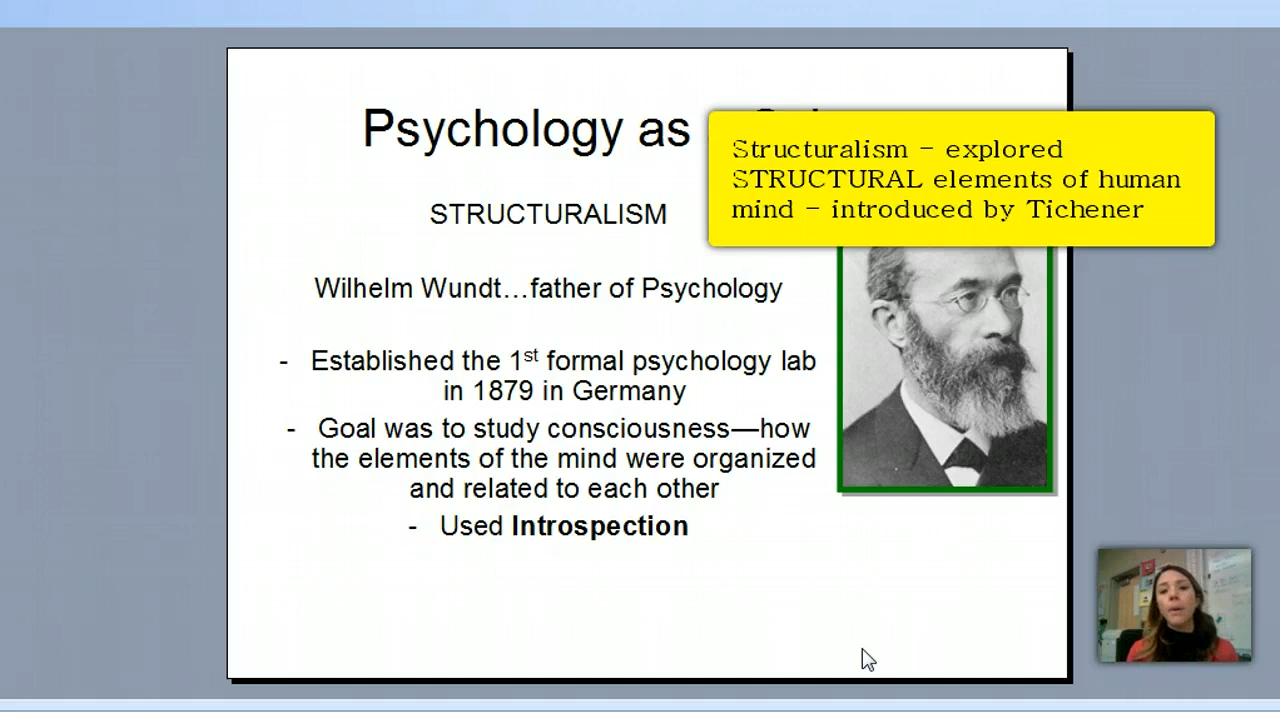 Psychology as
Structuralism - explored
STRUCTURAL elements of human
mind - introduced by Tichener
STRUCTURALISM
Wilhelm Wundt...father of Psychology
- Established the 1st formal psychology lab
in 1879 in Germany
- Goal was to study consciousness—how
the elements of the mind were organized
and related to each other
- Used Introspection